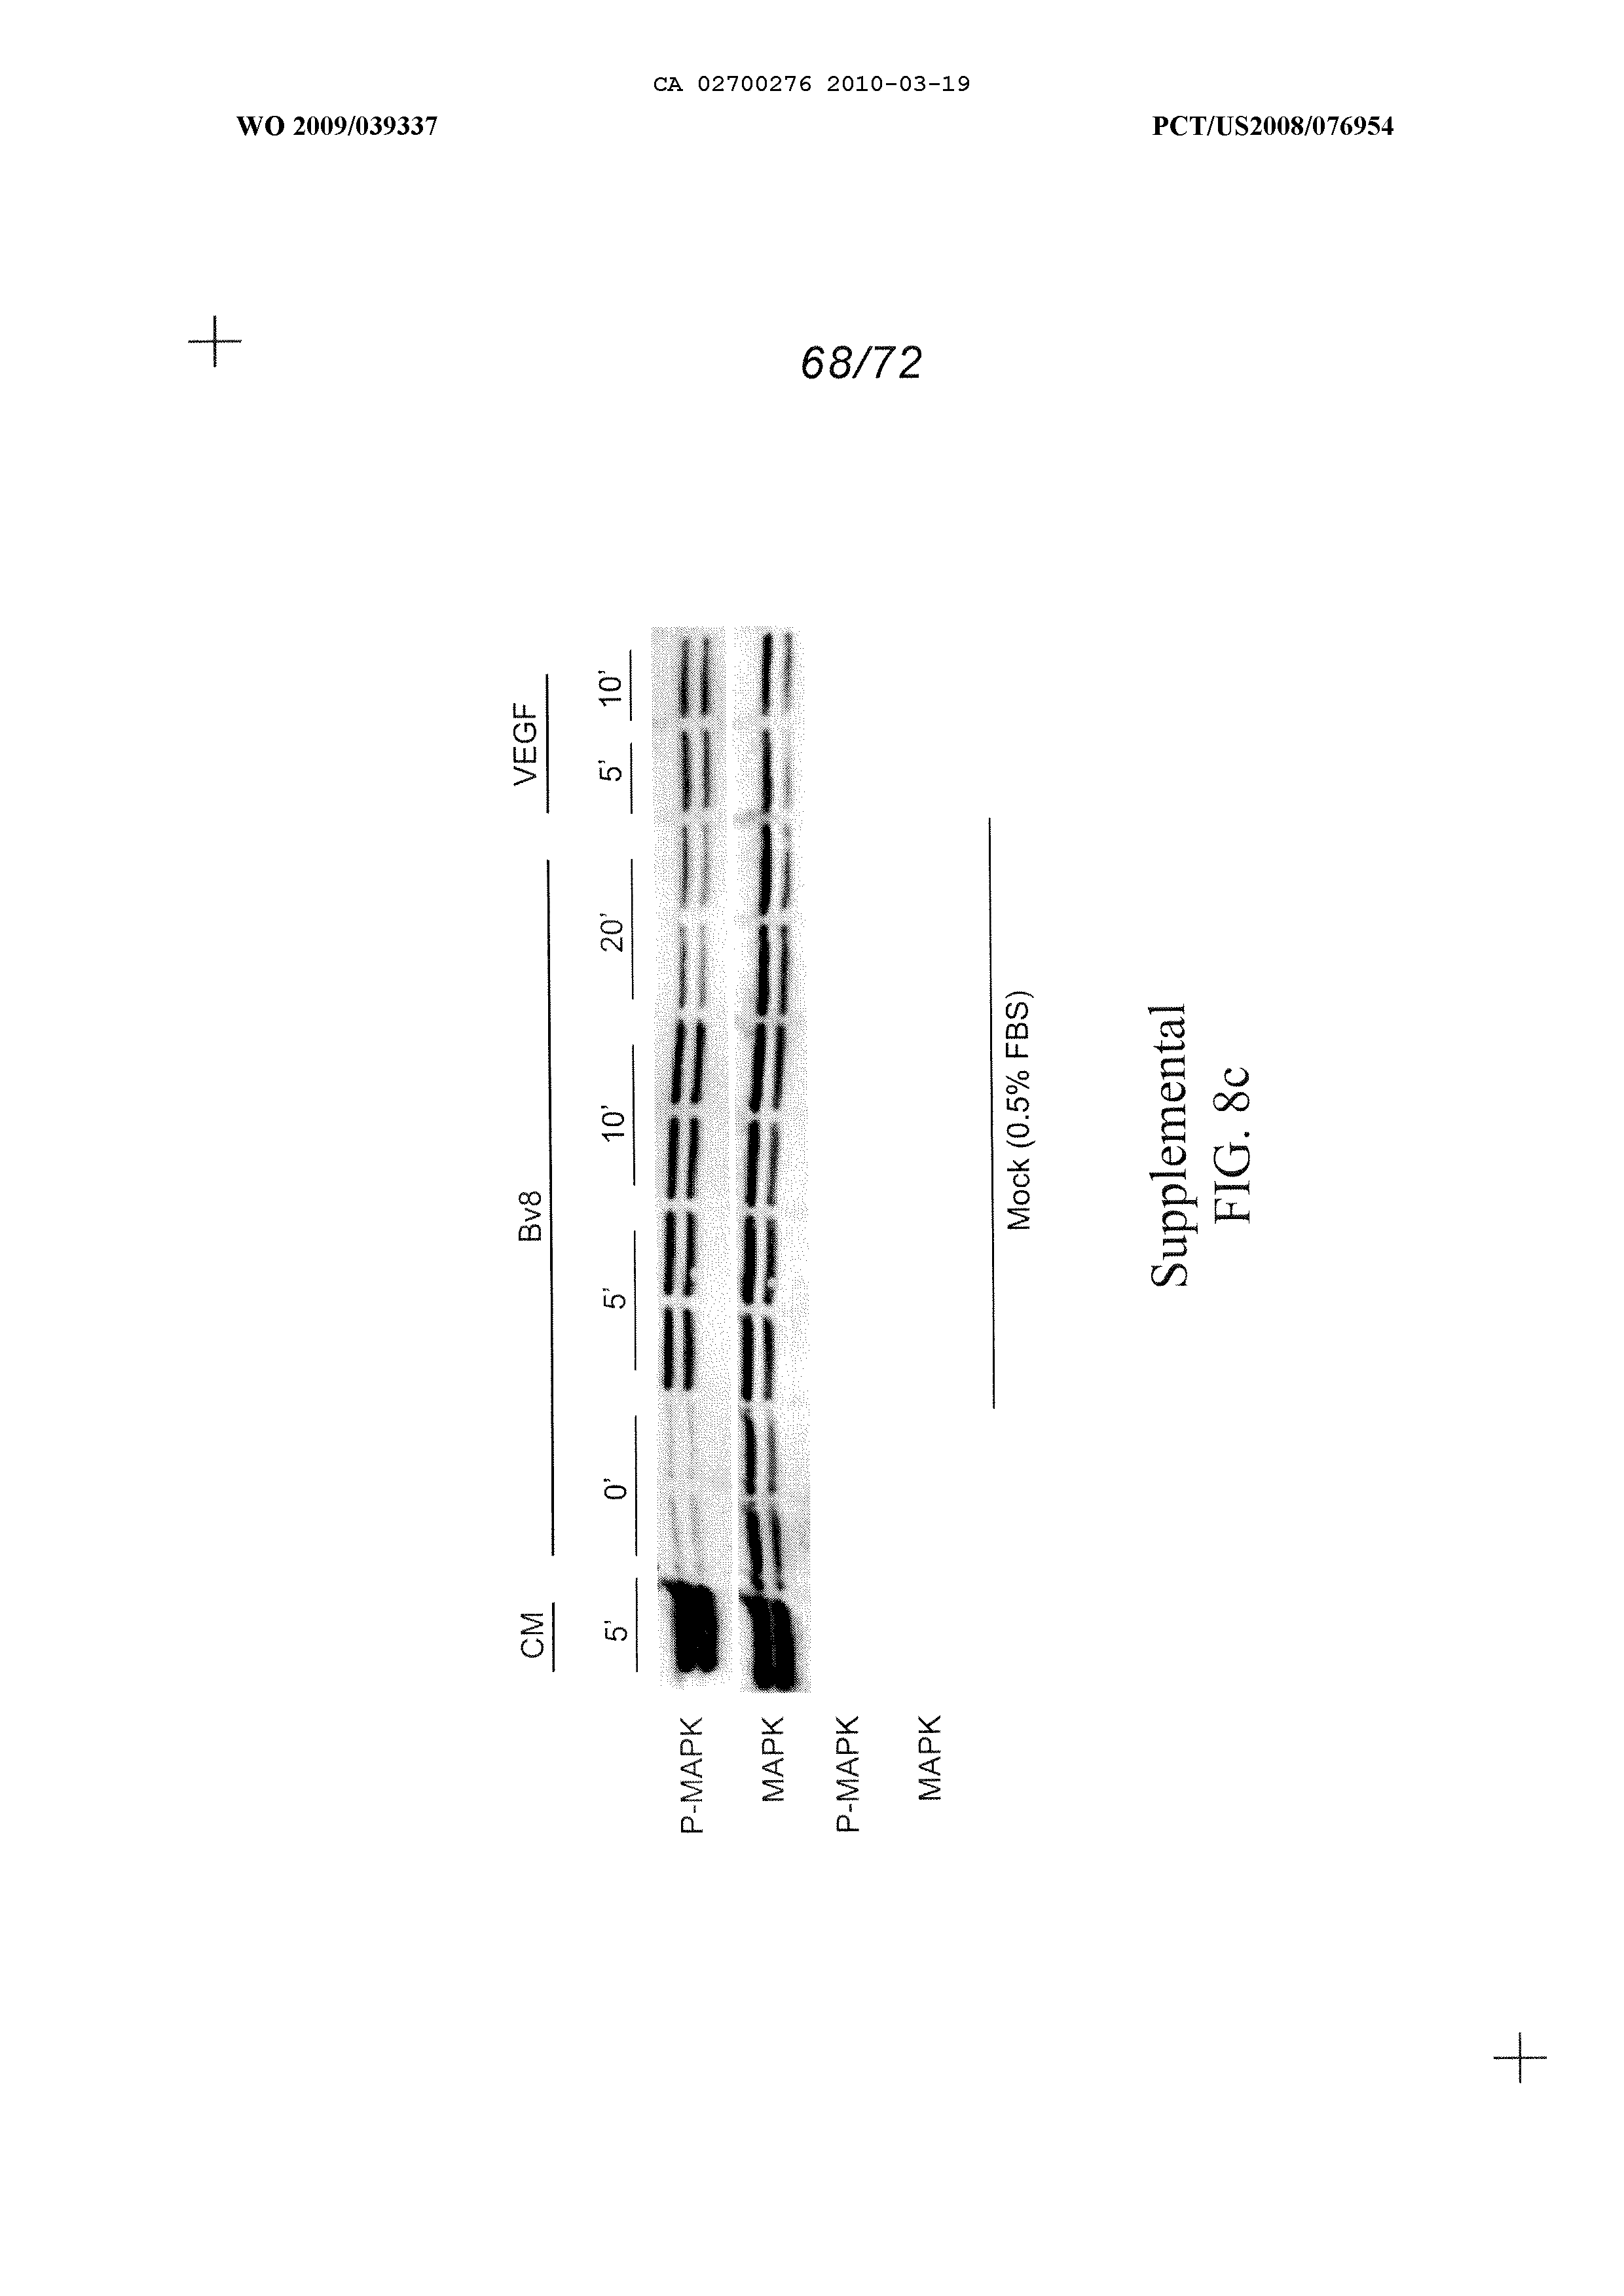 CA 02700276 2010-03-19
WO 2009/039337 PCT/US2008/076954
68/72
CM Bv8 VEGF
5' 0' 5' 10' 20' 5' 10'
P-MAPK
MAPK
P-MAPK
MAPK
Mock (0.5% FBS)
Supplemental
FIG. 8c